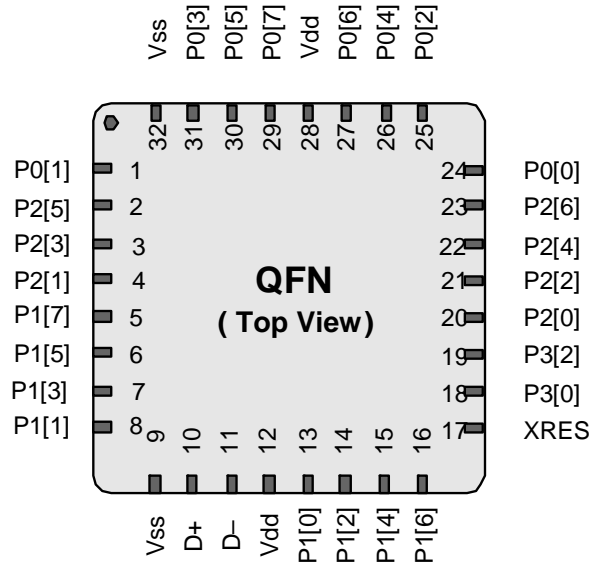 Vss P0[3] P0[5] P0[7] Vdd P0[6] P0[4] P0[2]
32 31 30 29 28 27 26 25
P0[1] 1 24 P0[0]
P2[5] 2 23 P2[6]
P2[3] 3 22 P2[4]
P2[1] 4 QFN 21 P2[2]
P1[7] 5 ( Top View) 20 P2[0]
P1[5] 6 19 P3[2]
P1[3] 7 18 P3[0]
P1[1] 8 17 XRES
9 10 11 12 13 14 15 16
Vss D+ D– Vdd P1[0] P1[2] P1[4] P1[6]